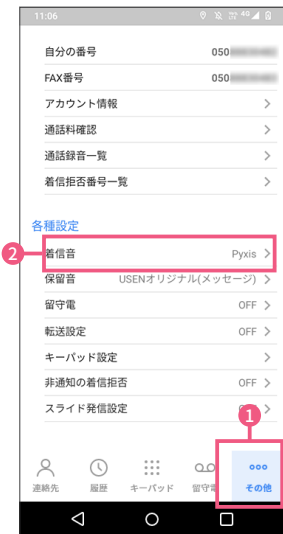 11:06 4G
自分の番号 050
FAX番号 050
アカウント情報
通話料確認
通話録音一覧
着信拒否番号一覧
各種設定
2
着信音 Pyxis
保留音 USENオリジナル(メッセージ)
留守電 OFF
転送設定 OFF
キーパッド設定
非通知の着信拒否 OFF
スライド発信設定
1
連絡先 履歴 キーパッド 留守電 その他